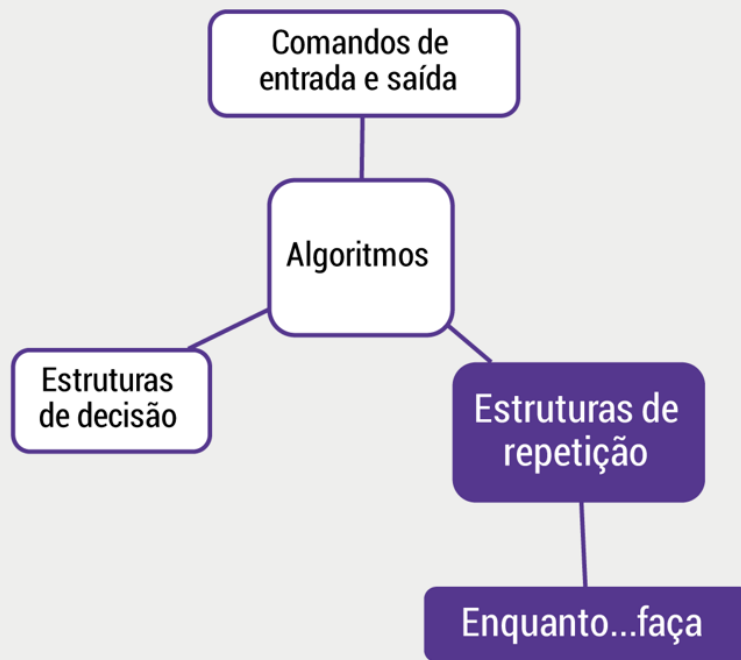 Comandos de
entrada e saída
Algoritmos
Estruturas
de decisão
Estruturas de
repetição
Enquanto...faça